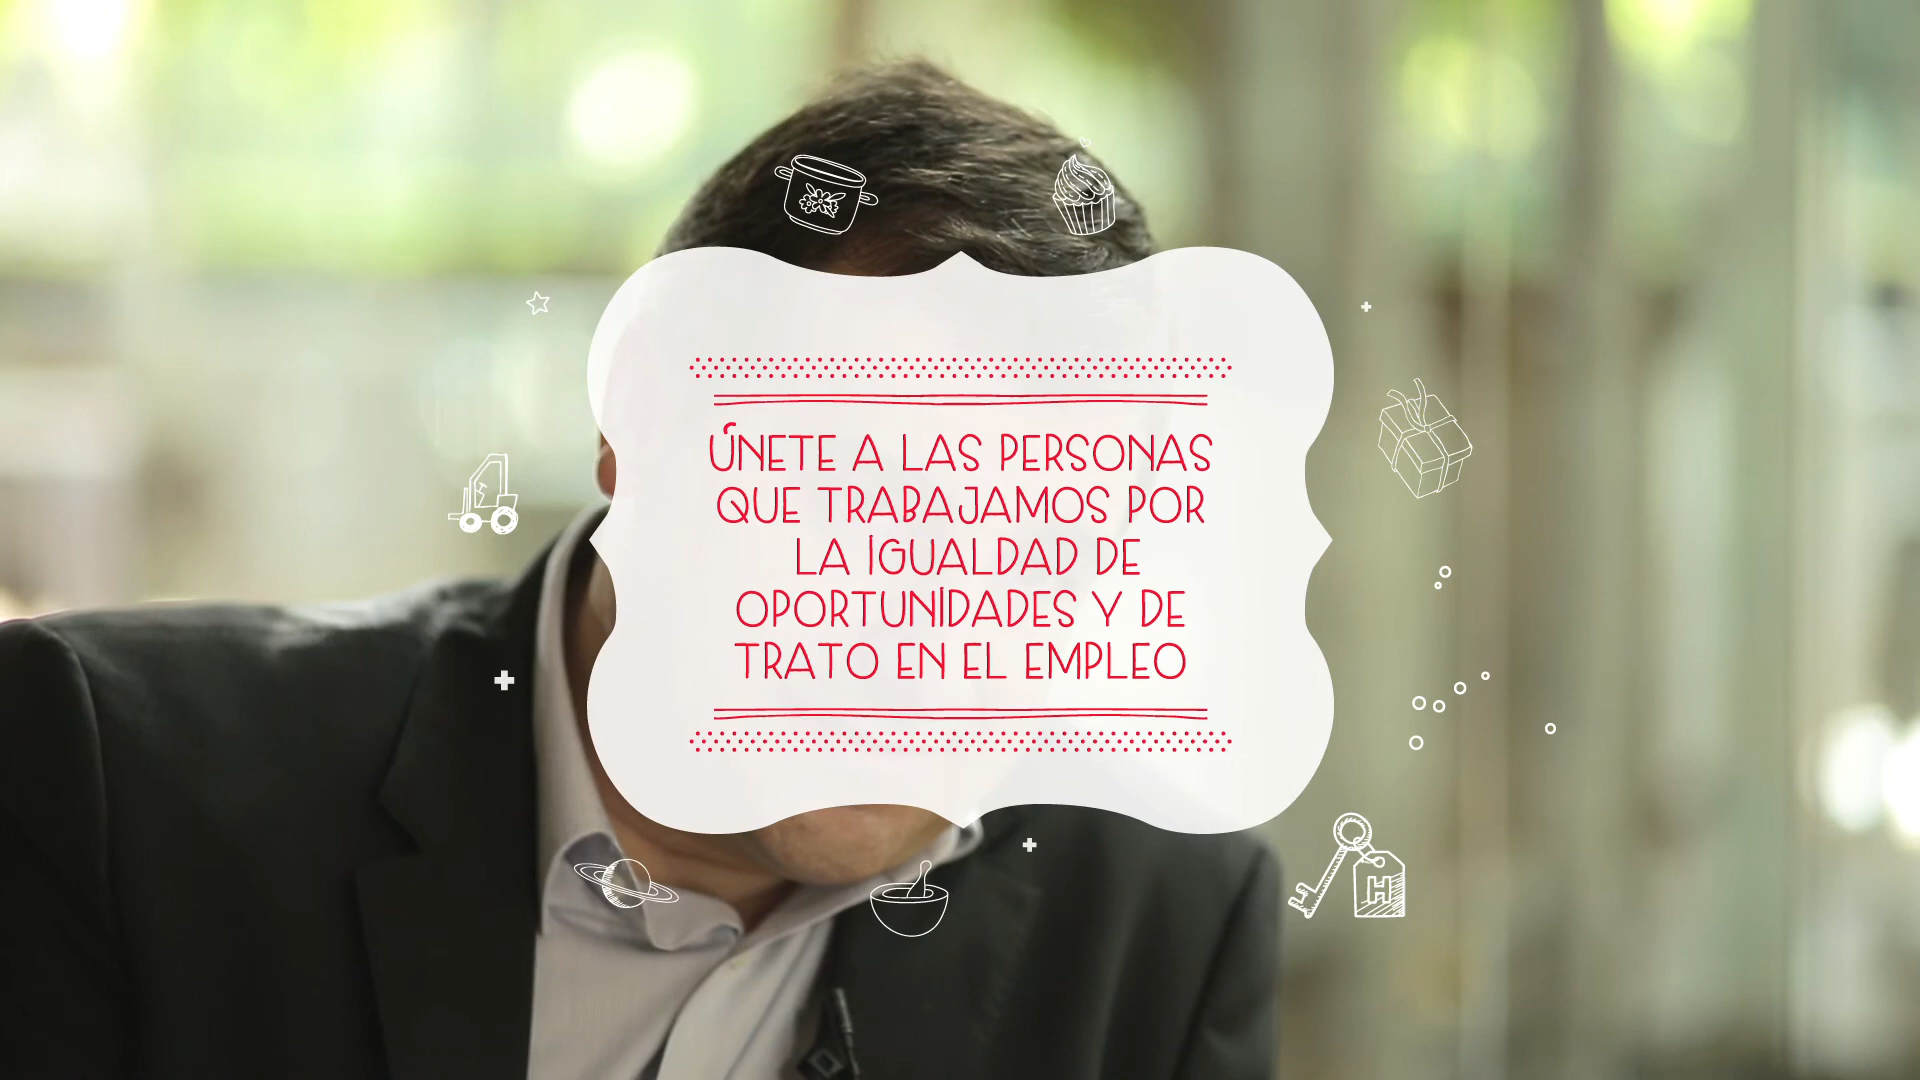 ÚNETE A LAS PERSONAS
QUE TRABAJAMOS POR
LA IGUALDAD DE
OPORTUNIDADES Y DE
TRATO EN EL EMPLEO
H